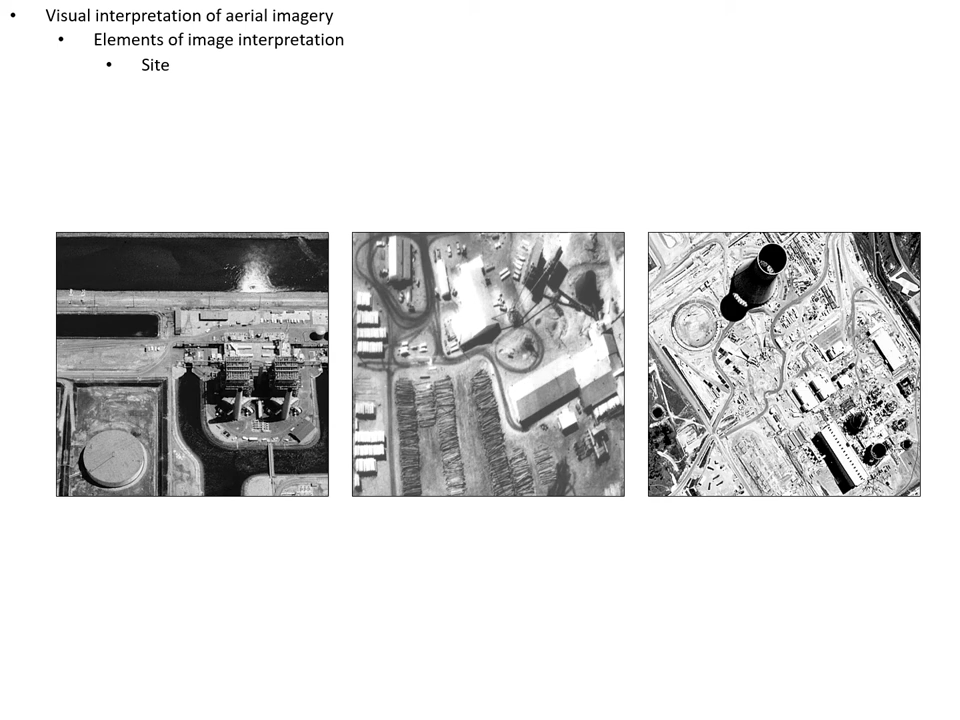 • Visual interpretation of aerial imagery
• Elements of image interpretation
• Site